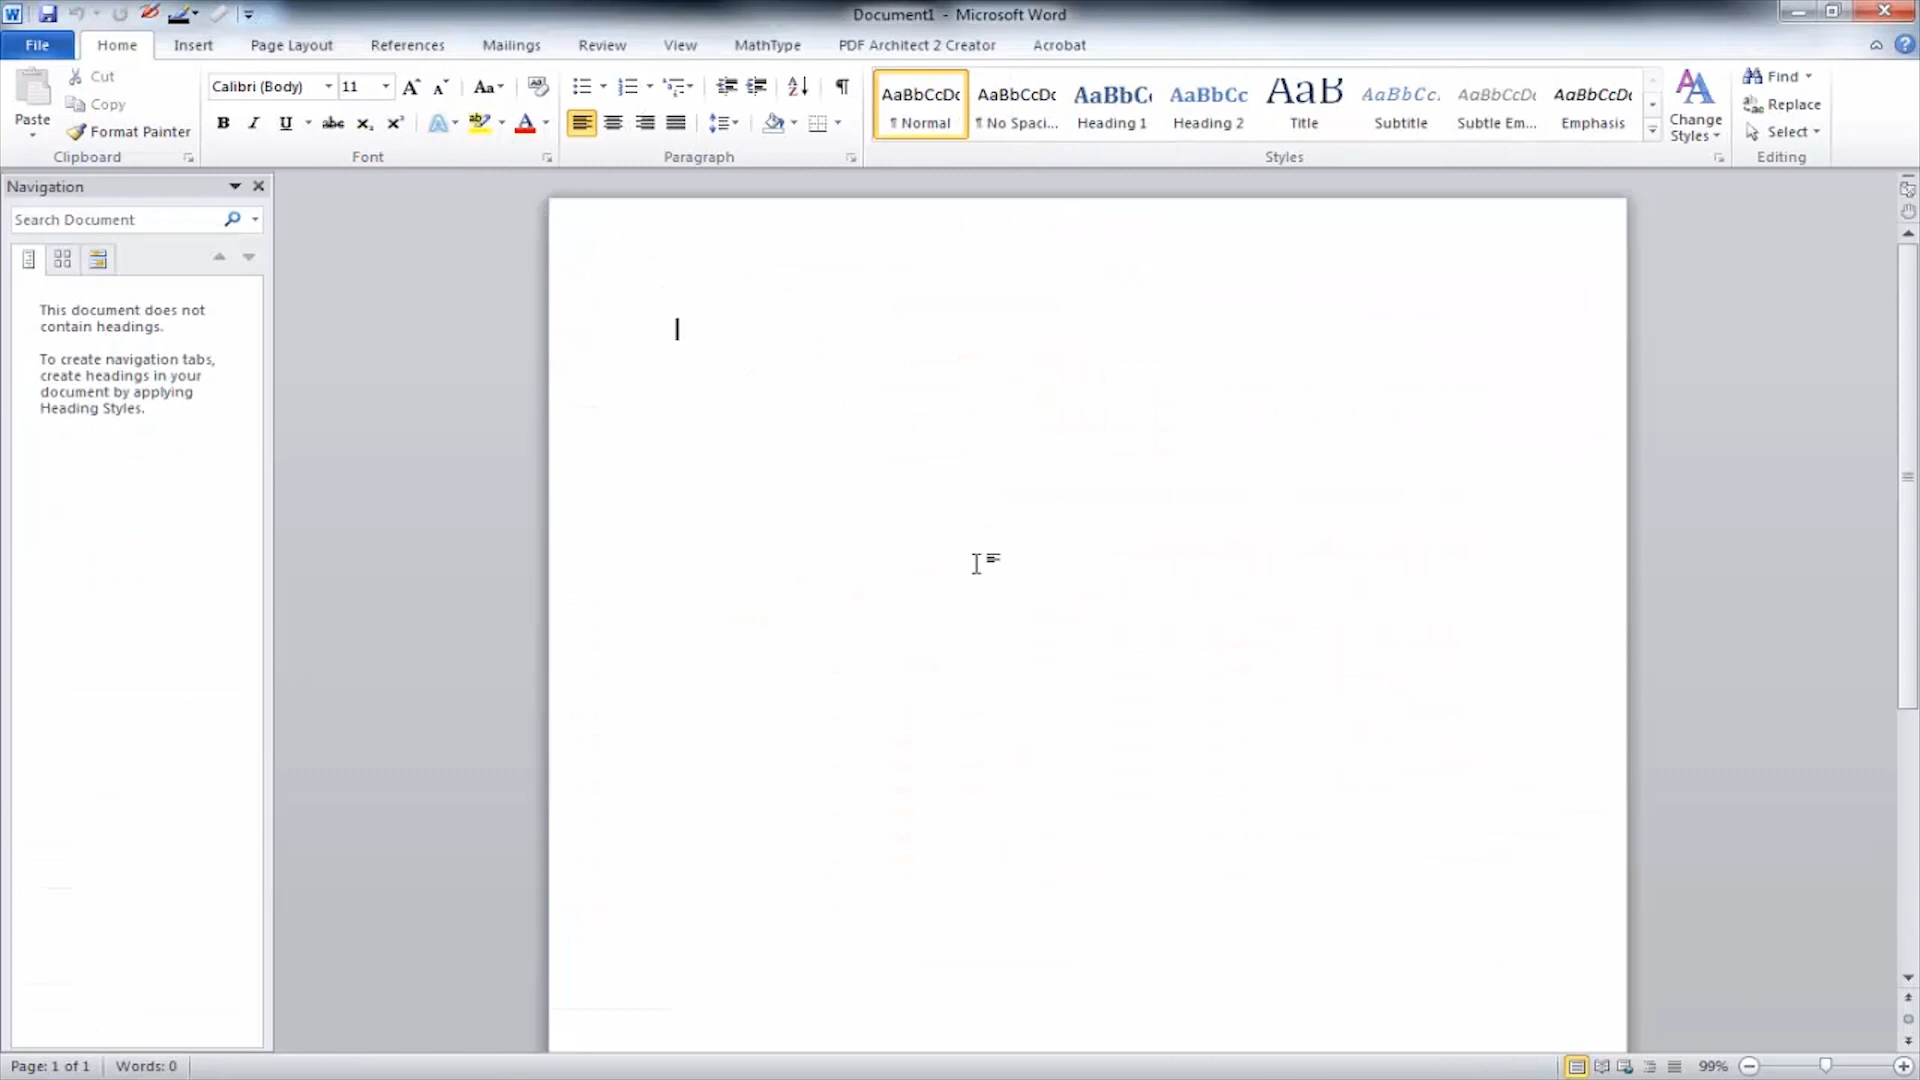 Document1 - Microsoft Word
File Home Insert Page Layout References Mailings Review View MathType PDF Architect 2 Creator Acrobat
Paste
Cut
Copy
Format Painter
Clipboard
Calibri (Body) 11
Aa
B I U abc x₂ x² A ab A
Font
Paragraph
AaBbCcDc AaBbCcDc AaBbC AaBbCc AaB AaBbCc. AaBbCcDc AaBbCcDc
¶ Normal ¶ No Spaci... Heading 1 Heading 2 Title Subtitle Subtle Em... Emphasis
Change
Styles
Styles
Find
Replace
Select
Editing
Navigation
Search Document
This document does not
contain headings.
To create navigation tabs,
create headings in your
document by applying
Heading Styles.
Page: 1 of 1 Words: 0 99%